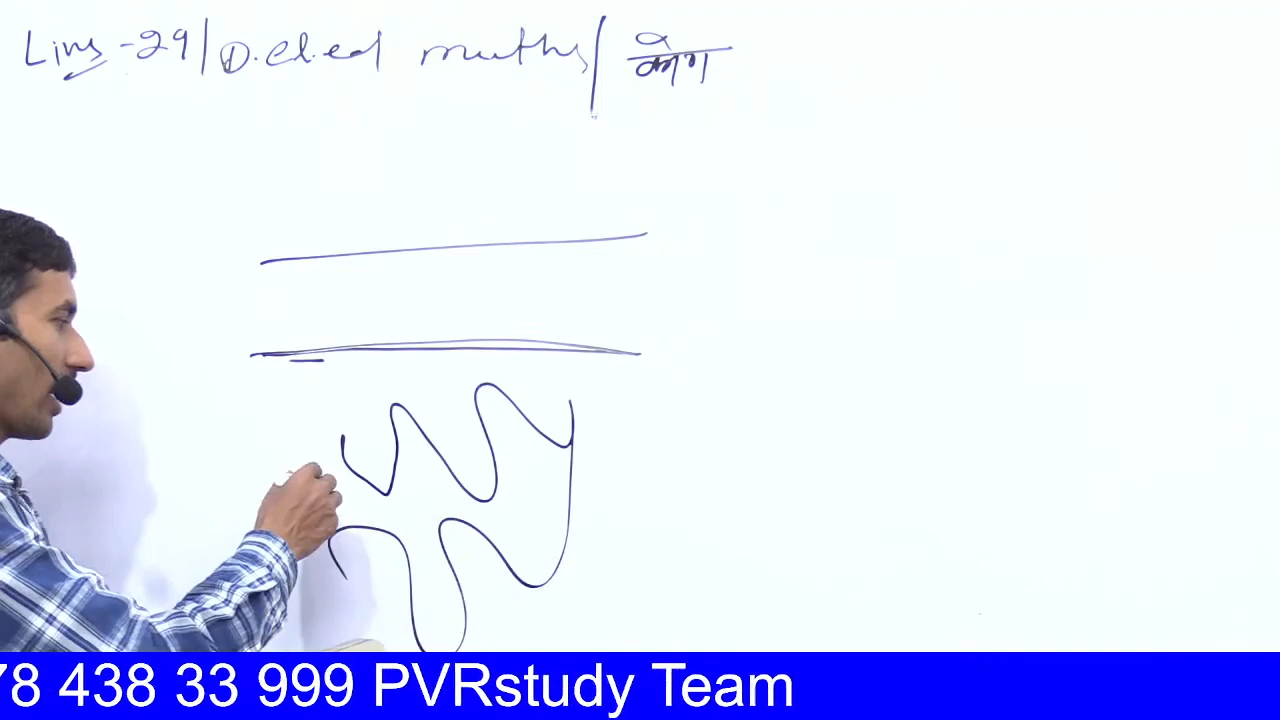 Lins -29 / D.El.ed maths / कोण
78 438 33 999 PVRstudy Team